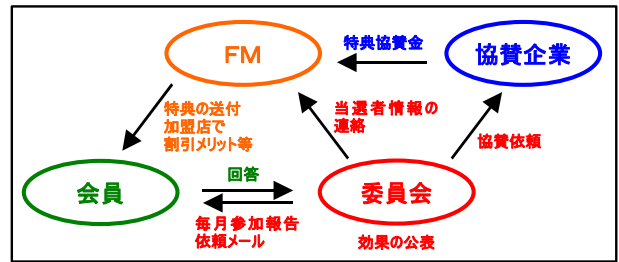 FM
特典協賛金
協賛企業
特典の送付
加盟店で
割引メリット等
当選者情報の
連絡
協賛依頼
会員
回答
委員会
毎月参加報告
依頼メール
効果の公表